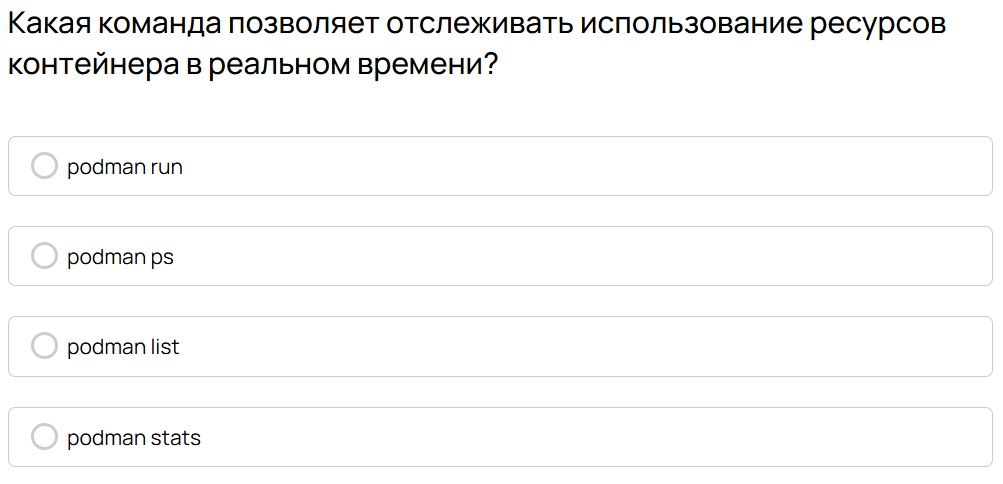 Какая команда позволяет отслеживать использование ресурсов
контейнера в реальном времени?
podman run
podman ps
podman list
podman stats